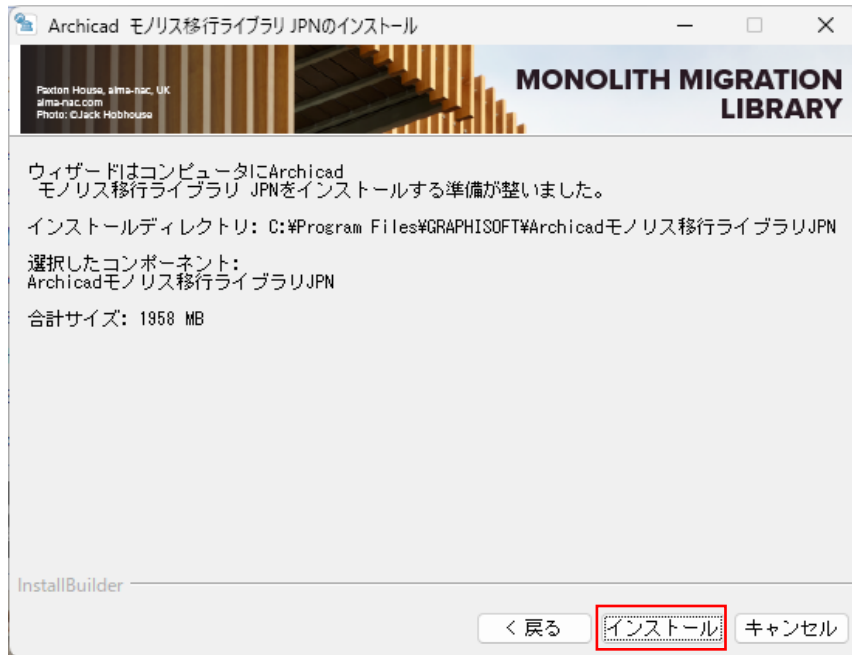 Archicad モノリス移行ライブラリ JPNのインストール
Paxton House, alma-nac, UK
alma-nac.com
Photo: ©Jack Hobhouse
MONOLITH MIGRATION
LIBRARY
ウィザードはコンピュータにArchicad
モノリス移行ライブラリ JPNをインストールする準備が整いました。
インストールディレクトリ: C:¥Program Files¥GRAPHISOFT¥Archicadモノリス移行ライブラリJPN
選択したコンポーネント:
Archicadモノリス移行ライブラリJPN
合計サイズ: 1958 MB
InstallBuilder
< 戻る インストール キャンセル